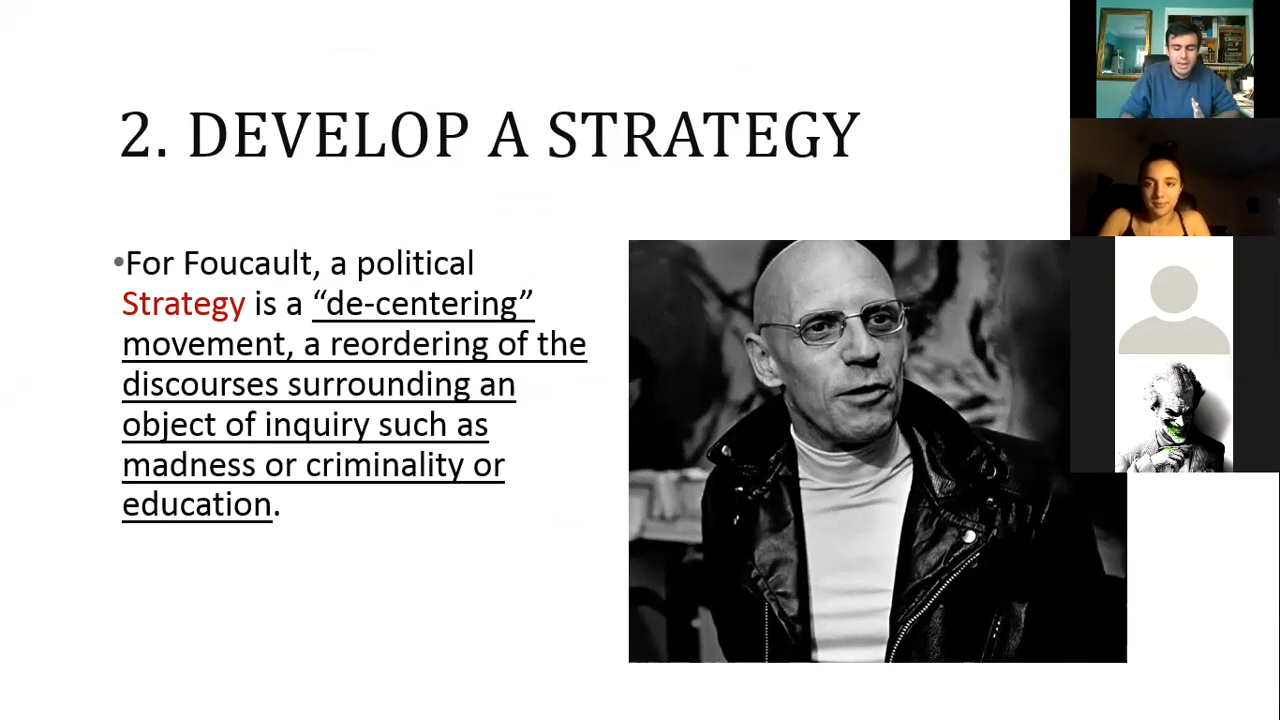 2. DEVELOP A STRATEGY
•For Foucault, a political
Strategy is a “de-centering”
movement, a reordering of the
discourses surrounding an
object of inquiry such as
madness or criminality or
education.